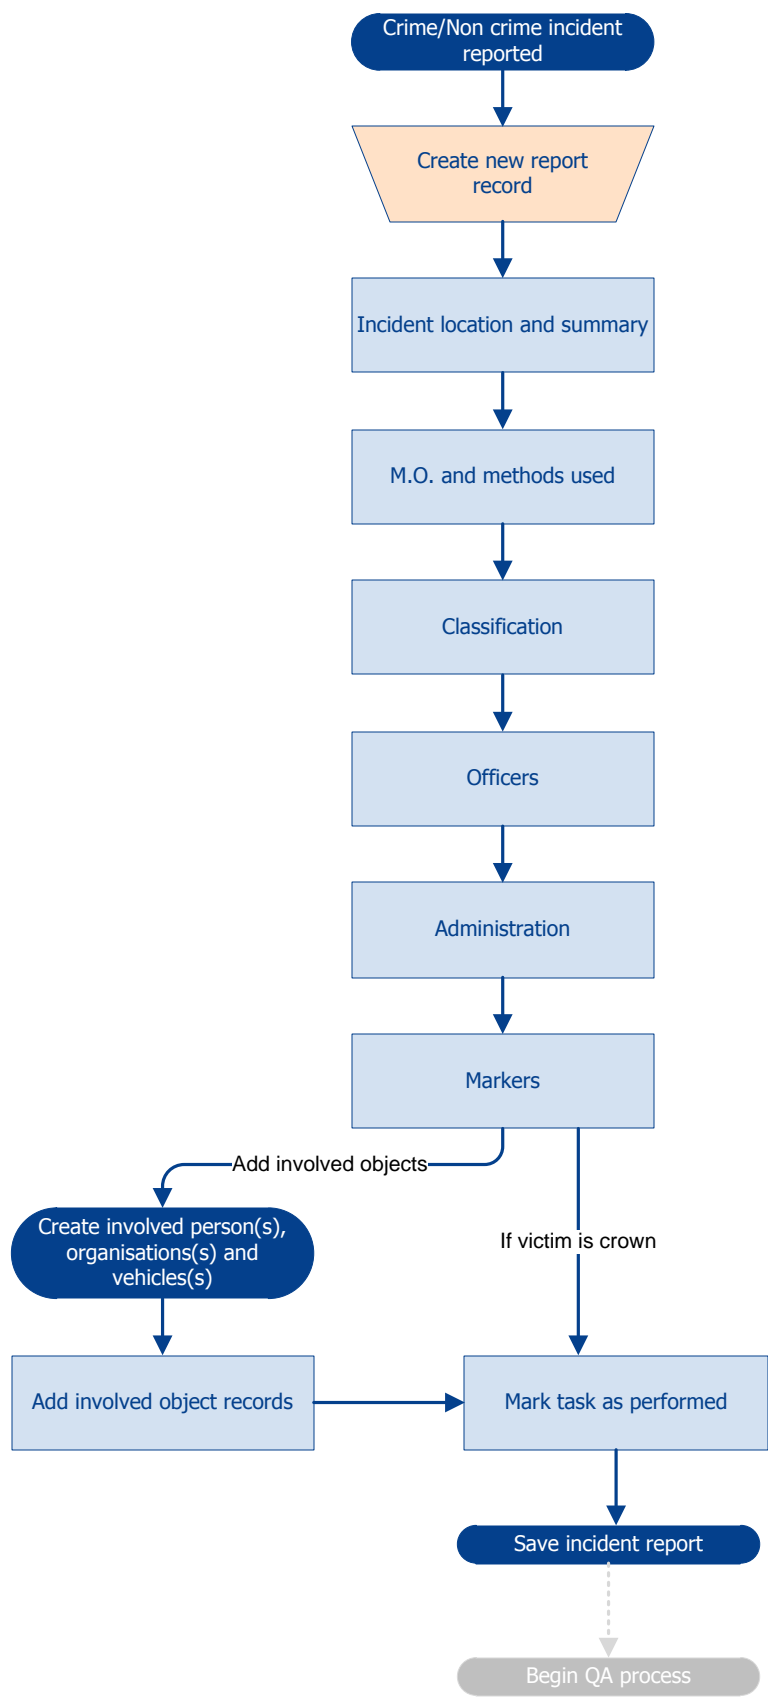 Crime/Non crime incident
reported
Create new report
record
Incident location and summary
M.O. and methods used
Classification
Officers
Administration
Markers
Add involved objects
Create involved person(s),
organisations(s) and
vehicles(s)
If victim is crown
Add involved object records
Mark task as performed
Save incident report
Begin QA process